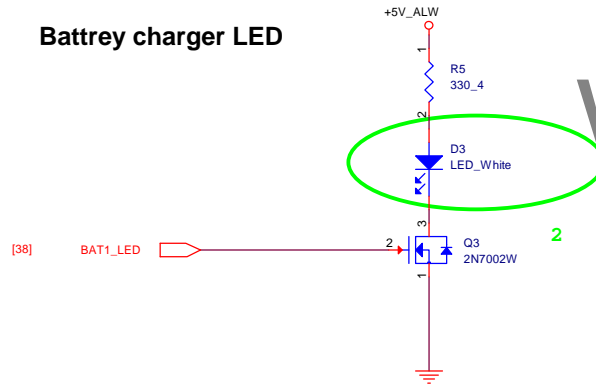 +5V_ALW
Battrey charger LED
1
R5
330_4
2
D3
LED_White
3
[38]
BAT1_LED
2
Q3
2N7002W
2
1